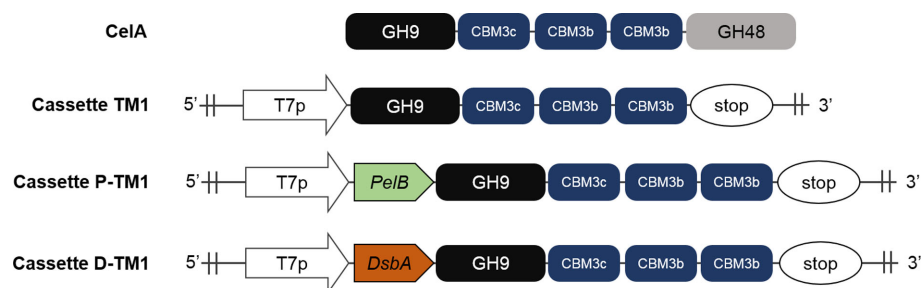 CelA GH9 CBM3c CBM3b CBM3b GH48
Cassette TM1 5’ T7p GH9 CBM3c CBM3b CBM3b stop 3’
Cassette P-TM1 5’ T7p PelB GH9 CBM3c CBM3b CBM3b stop 3’
Cassette D-TM1 5’ T7p DsbA GH9 CBM3c CBM3b CBM3b stop 3’